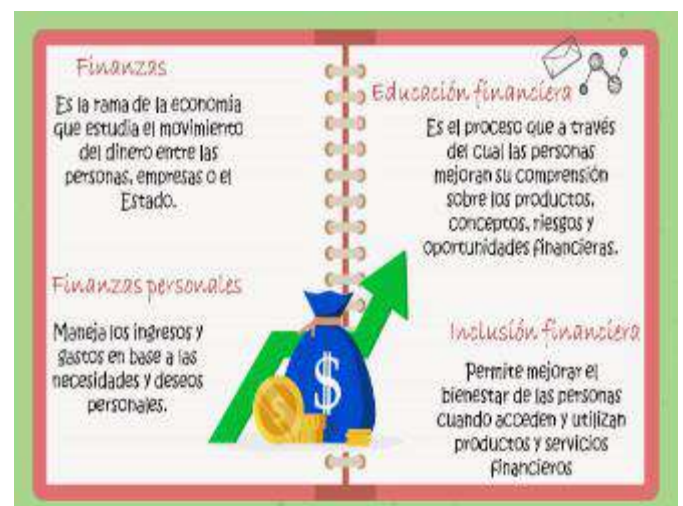 Finanzas
Es la rama de la economía
que estudia el movimiento
del dinero entre las
personas, empresas o el
Estado.
Finanzas personales
Maneja los ingresos y
gastos en base a las
necesidades y deseos
personales.
Educación financiera
Es el proceso que a través
del cual las personas
mejoran su comprensión
sobre los productos,
conceptos, riesgos y
oportunidades financieras.
Inclusión financiera
Permite mejorar el
bienestar de las personas
cuando acceden y utilizan
productos y servicios
financieros
$
$